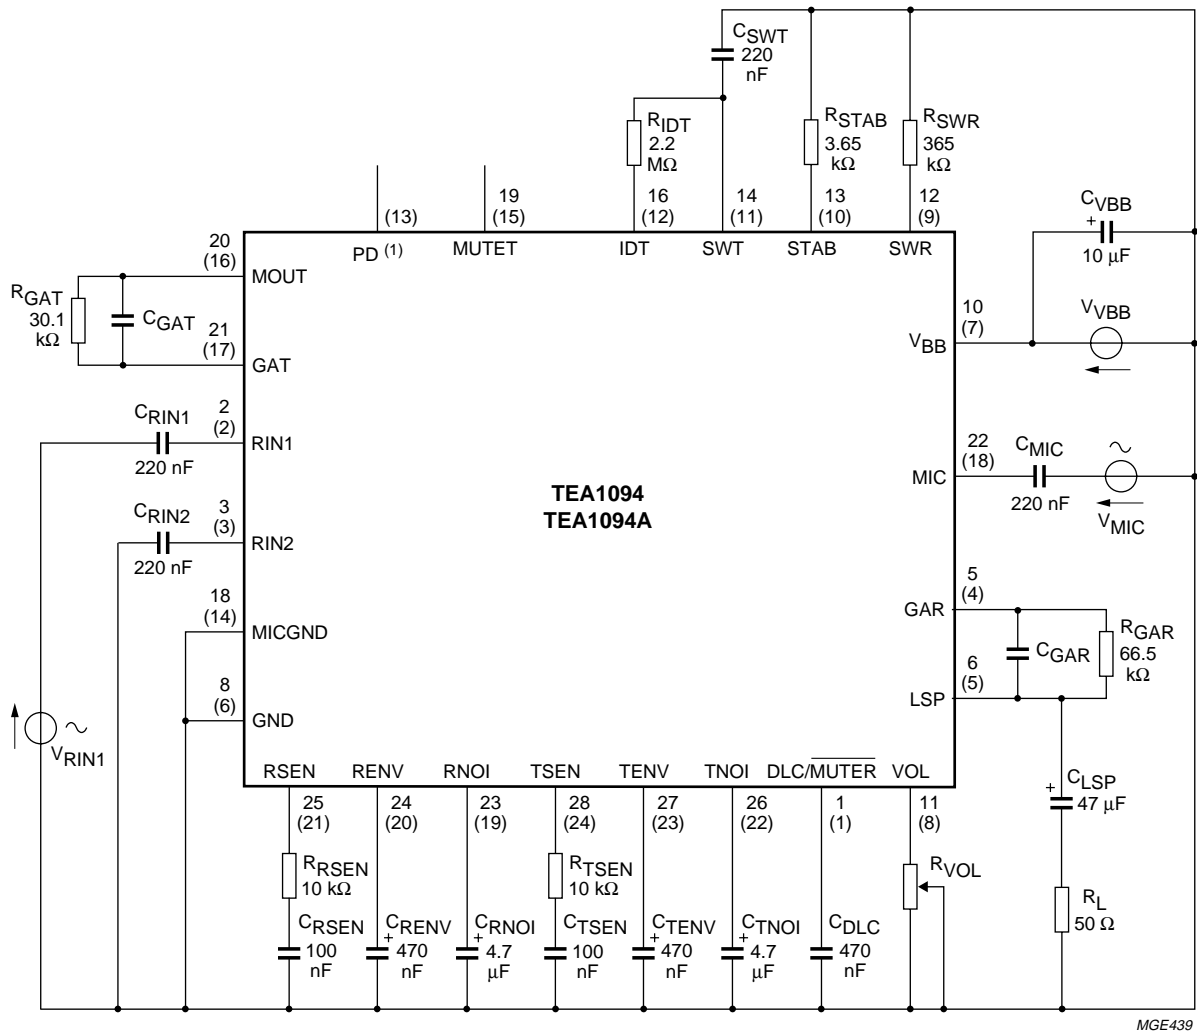 CSWT
220
nF
RIDT
2.2
MΩ
RSTAB
3.65
kΩ
RSWR
365
kΩ
(13)
19
(15)
16
(12)
14
(11)
13
(10)
12
(9)
CVBB
+
10 μF
PD (1)
MUTET
IDT
SWT
STAB
SWR
20
(16)
MOUT
RGAT
30.1
kΩ
CGAT
21
(17)
GAT
10
(7)
VBB
VVBB
CRIN1
220 nF
2
(2)
RIN1
22
(18)
MIC
CMIC
220 nF
~
VMIC
TEA1094
TEA1094A
CRIN2
220 nF
3
(3)
RIN2
18
(14)
MICGND
5
(4)
GAR
CGAR
RGAR
66.5
kΩ
8
(6)
GND
6
(5)
LSP
~
VRIN1
RSEN
RENV
RNOI
TSEN
TENV
TNOI
DLC/MUTER
VOL
25
(21)
24
(20)
23
(19)
28
(24)
27
(23)
26
(22)
1
(1)
11
(8)
+
CLSP
47 μF
RRSEN
10 kΩ
RTSEN
10 kΩ
RVOL
RL
50 Ω
CRSEN
100
nF
CRENV
+
470
nF
CRNOI
+
4.7
μF
CTSEN
100
nF
CTENV
+
470
nF
CTNOI
+
4.7
μF
CDLC
470
nF
MGE439